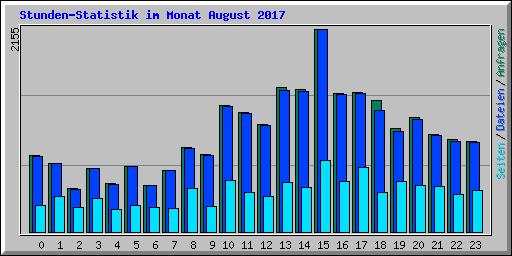 Stunden-Statistik im Monat August 2017
2155
Seiten / Dateien / Anfragen
0 1 2 3 4 5 6 7 8 9 10 11 12 13 14 15 16 17 18 19 20 21 22 23